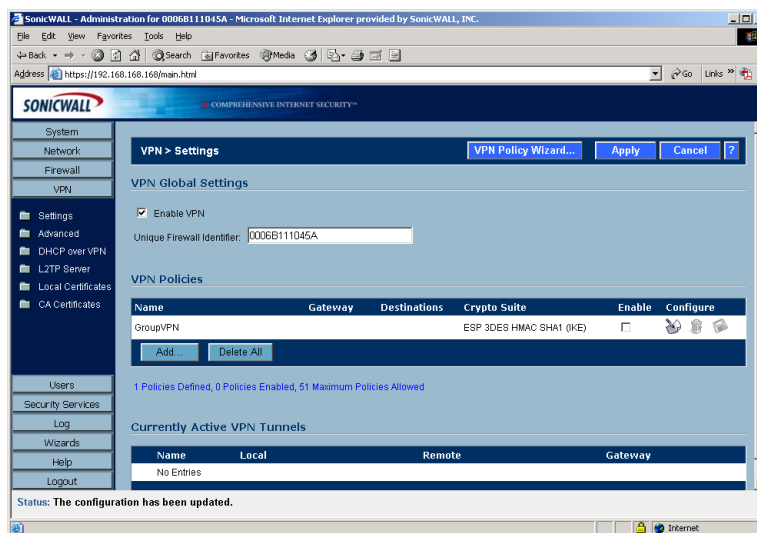 SonicWALL - Administration for 0006B111045A - Microsoft Internet Explorer provided by SonicWALL, INC.
File Edit View Favorites Tools Help
Back Search Favorites Media
Address https://192.168.168.168/main.html Go Links »
SONICWALL COMPREHENSIVE INTERNET SECURITY™
System
Network
Firewall
VPN
Settings
Advanced
DHCP over VPN
L2TP Server
Local Certificates
CA Certificates
Users
Security Services
Log
Wizards
Help
Logout
VPN > Settings VPN Policy Wizard... Apply Cancel ?
VPN Global Settings
Enable VPN
Unique Firewall Identifier: 0006B111045A
VPN Policies
Name Gateway Destinations Crypto Suite Enable Configure
GroupVPN ESP 3DES HMAC SHA1 (IKE)
Add... Delete All
1 Policies Defined, 0 Policies Enabled, 51 Maximum Policies Allowed
Currently Active VPN Tunnels
Name Local Remote Gateway
No Entries
Status: The configuration has been updated.
Internet